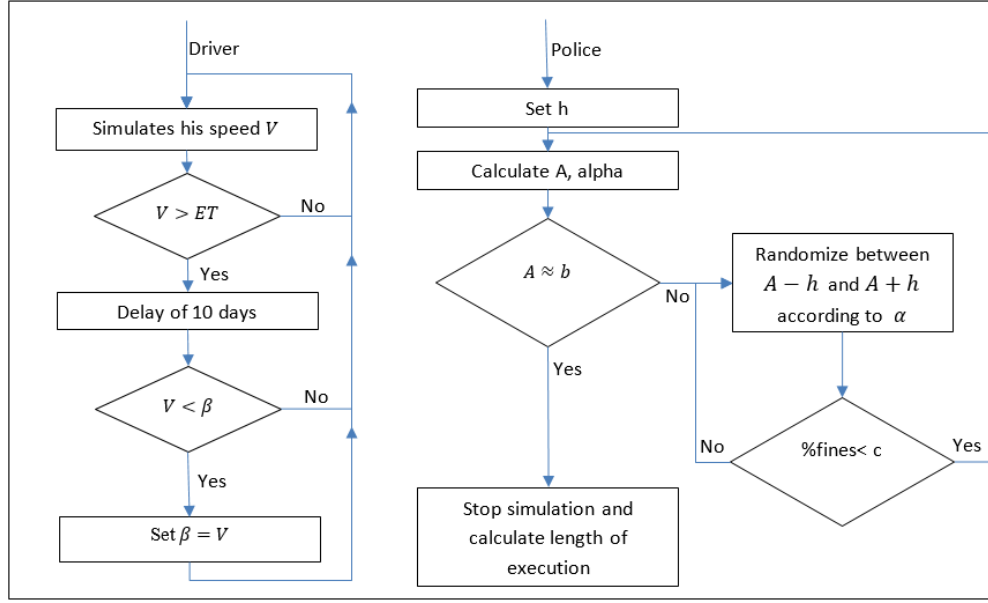 Driver
Simulates his speed V
V > ET
No
Yes
Delay of 10 days
V < β
No
Yes
Set β = V
Police
Set h
Calculate A, alpha
A ≈ b
No
Yes
Randomize between
A − h and A + h
according to α
%fines< c
No
Yes
Stop simulation and
calculate length of
execution